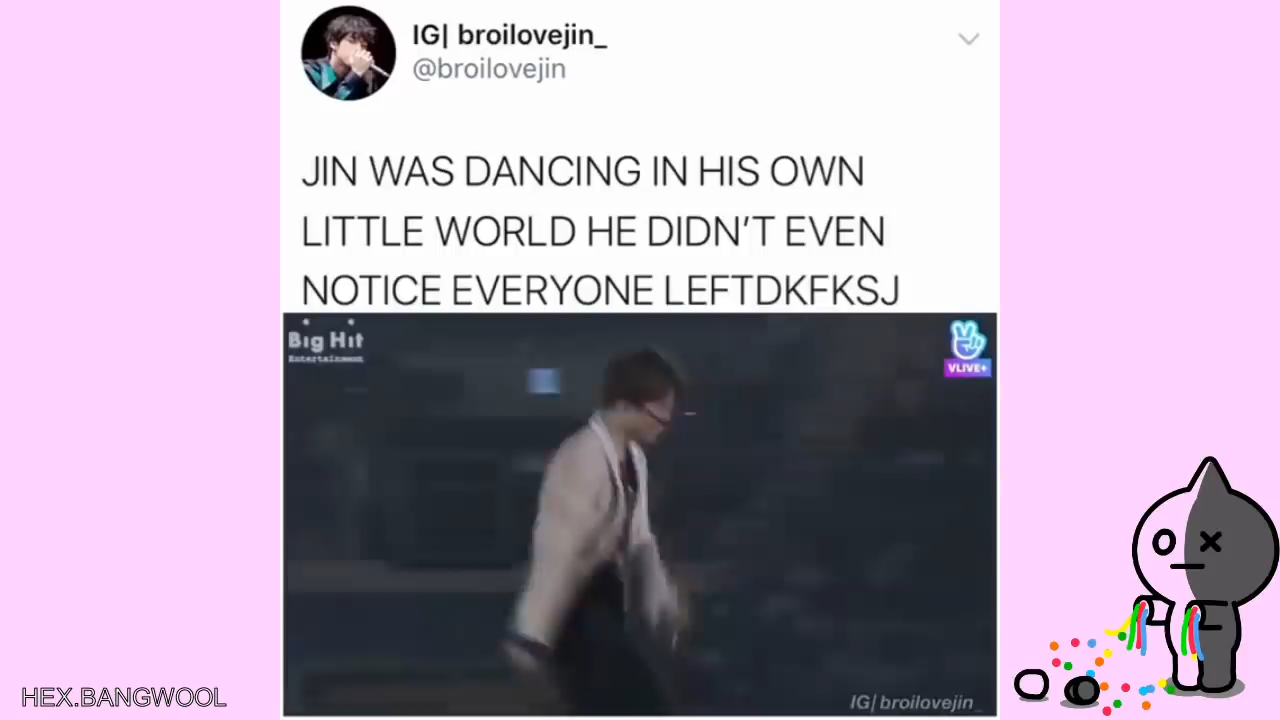 IG| broilovejin_
@broilovejin
JIN WAS DANCING IN HIS OWN
LITTLE WORLD HE DIDN'T EVEN
NOTICE EVERYONE LEFTDKFKSJ
Big Hit
Entertainment
VLIVE+
IG| broilovejin_
HEX.BANGWOOL